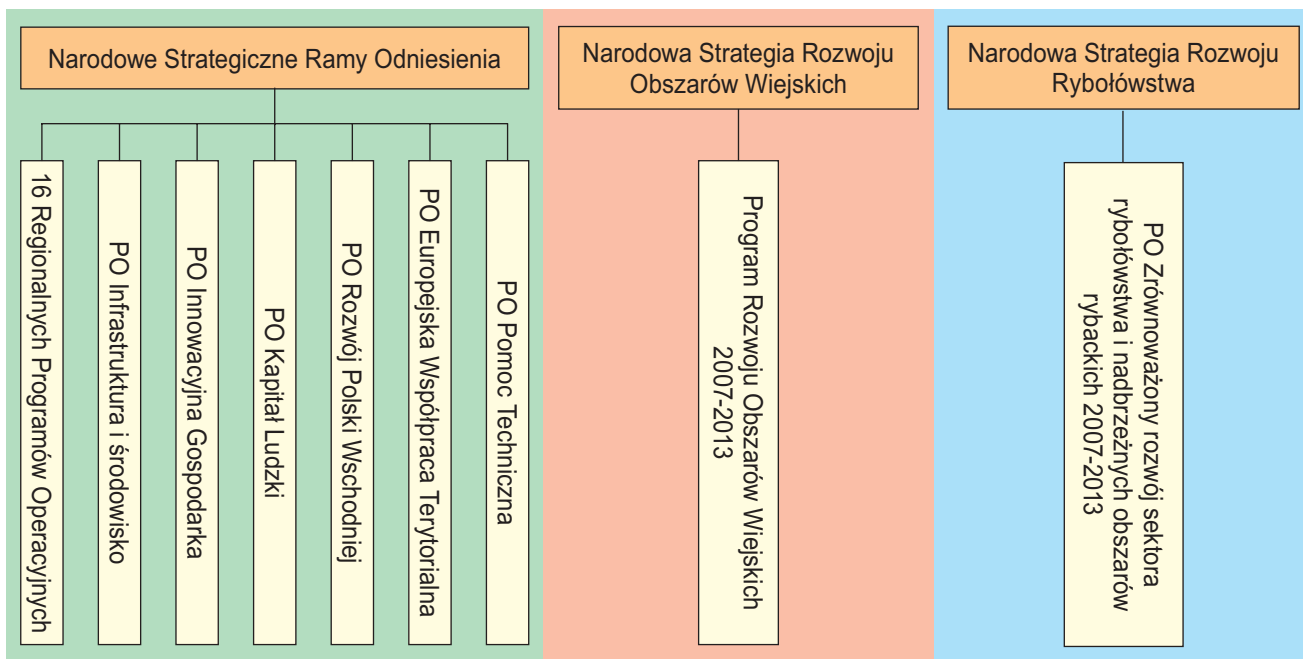 Narodowe Strategiczne Ramy Odniesienia
16 Regionalnych Programów Operacyjnych
PO Infrastruktura i środowisko
PO Innowacyjna Gospodarka
PO Kapitał Ludzki
PO Rozwój Polski Wschodniej
PO Europejska Współpraca Terytorialna
PO Pomoc Techniczna
Narodowa Strategia Rozwoju
Obszarów Wiejskich
Program Rozwoju Obszarów Wiejskich
2007-2013
Narodowa Strategia Rozwoju
Rybołówstwa
PO Zrównoważony rozwój sektora
rybołówstwa i nadbrzeżnych obszarów
rybackich 2007-2013